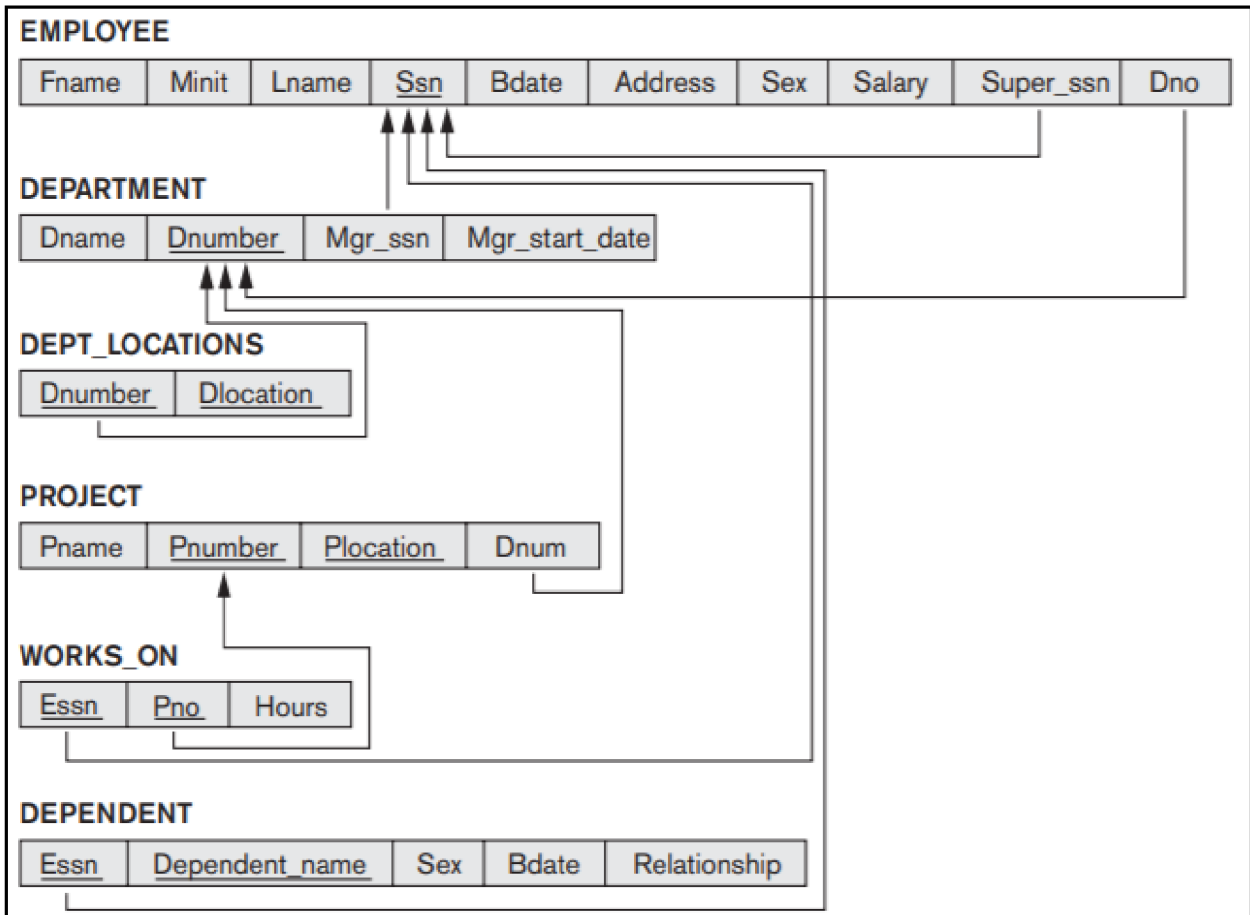 EMPLOYEE
Fname Minit Lname Ssn Bdate Address Sex Salary Super_ssn Dno
DEPARTMENT
Dname Dnumber Mgr_ssn Mgr_start_date
DEPT_LOCATIONS
Dnumber Dlocation
PROJECT
Pname Pnumber Plocation Dnum
WORKS_ON
Essn Pno Hours
DEPENDENT
Essn Dependent_name Sex Bdate Relationship